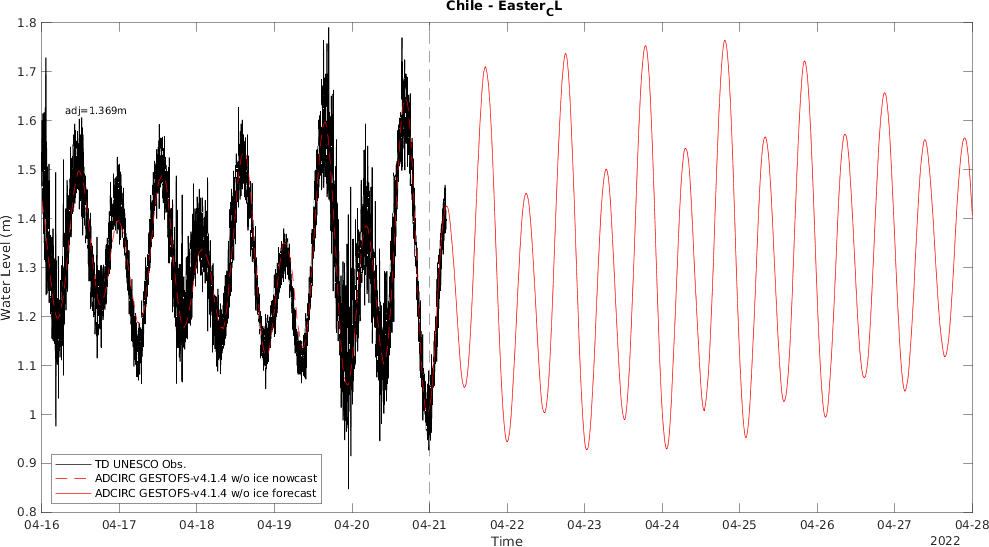 Chile - Easter_CL
1.8
1.7
adj=1.369m
1.6
1.5
1.4
1.3
1.2
1.1
1
0.9
0.8
Water Level (m)
TD UNESCO Obs.
ADCIRC GESTOFS-v4.1.4 w/o ice nowcast
ADCIRC GESTOFS-v4.1.4 w/o ice forecast
04-16 04-17 04-18 04-19 04-20 04-21 04-22 04-23 04-24 04-25 04-26 04-27 04-28
Time
2022